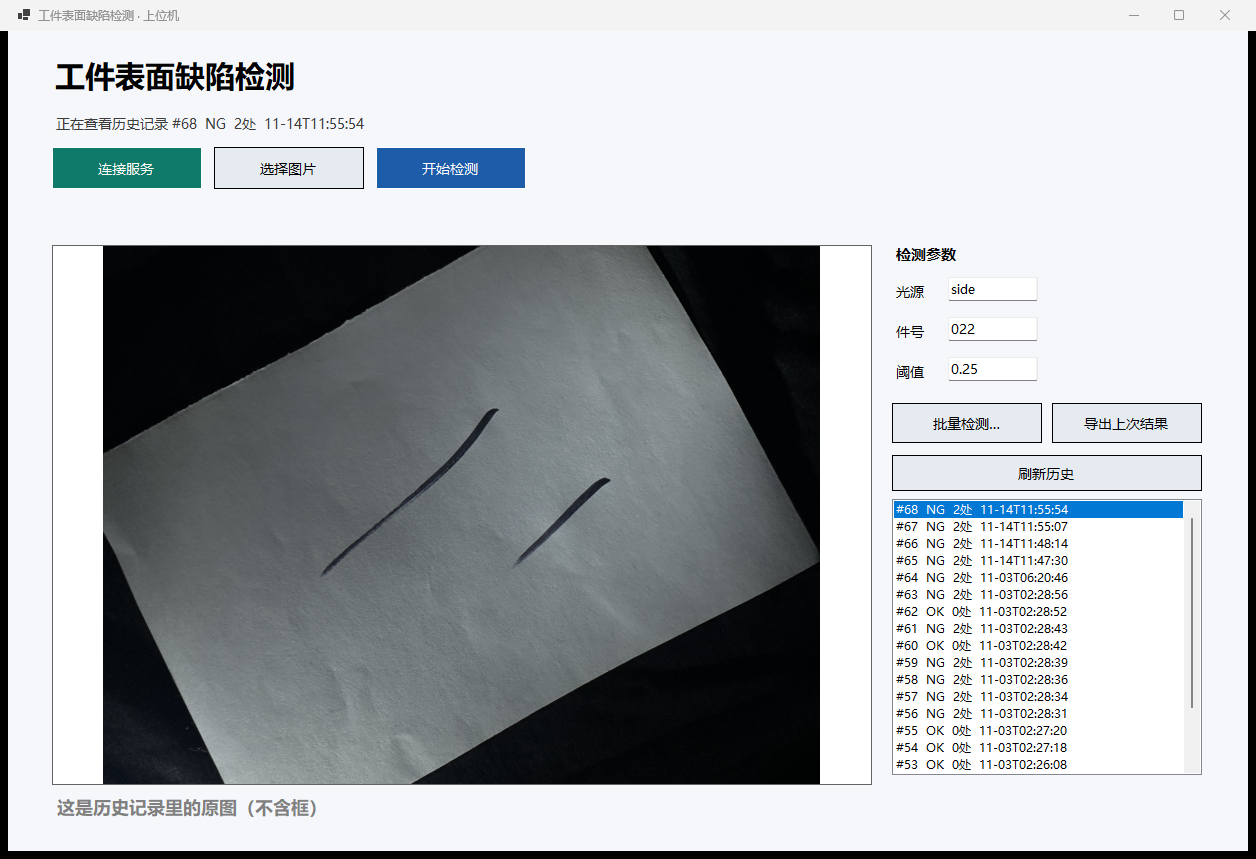 工件表面缺陷检测 · 上位机
工件表面缺陷检测
正在查看历史记录 #68 NG 2处 11-14T11:55:54
连接服务 选择图片 开始检测
检测参数
光源 side
件号 022
阈值 0.25
批量检测... 导出上次结果
刷新历史
#68 NG 2处 11-14T11:55:54
#67 NG 2处 11-14T11:55:07
#66 NG 2处 11-14T11:48:14
#65 NG 2处 11-14T11:47:30
#64 NG 2处 11-03T06:20:46
#63 NG 2处 11-03T02:28:56
#62 OK 0处 11-03T02:28:52
#61 NG 2处 11-03T02:28:43
#60 OK 0处 11-03T02:28:42
#59 NG 2处 11-03T02:28:39
#58 NG 2处 11-03T02:28:36
#57 NG 2处 11-03T02:28:34
#56 NG 2处 11-03T02:28:31
#55 OK 0处 11-03T02:27:20
#54 OK 0处 11-03T02:27:18
#53 OK 0处 11-03T02:26:08
这是历史记录里的原图（不含框）